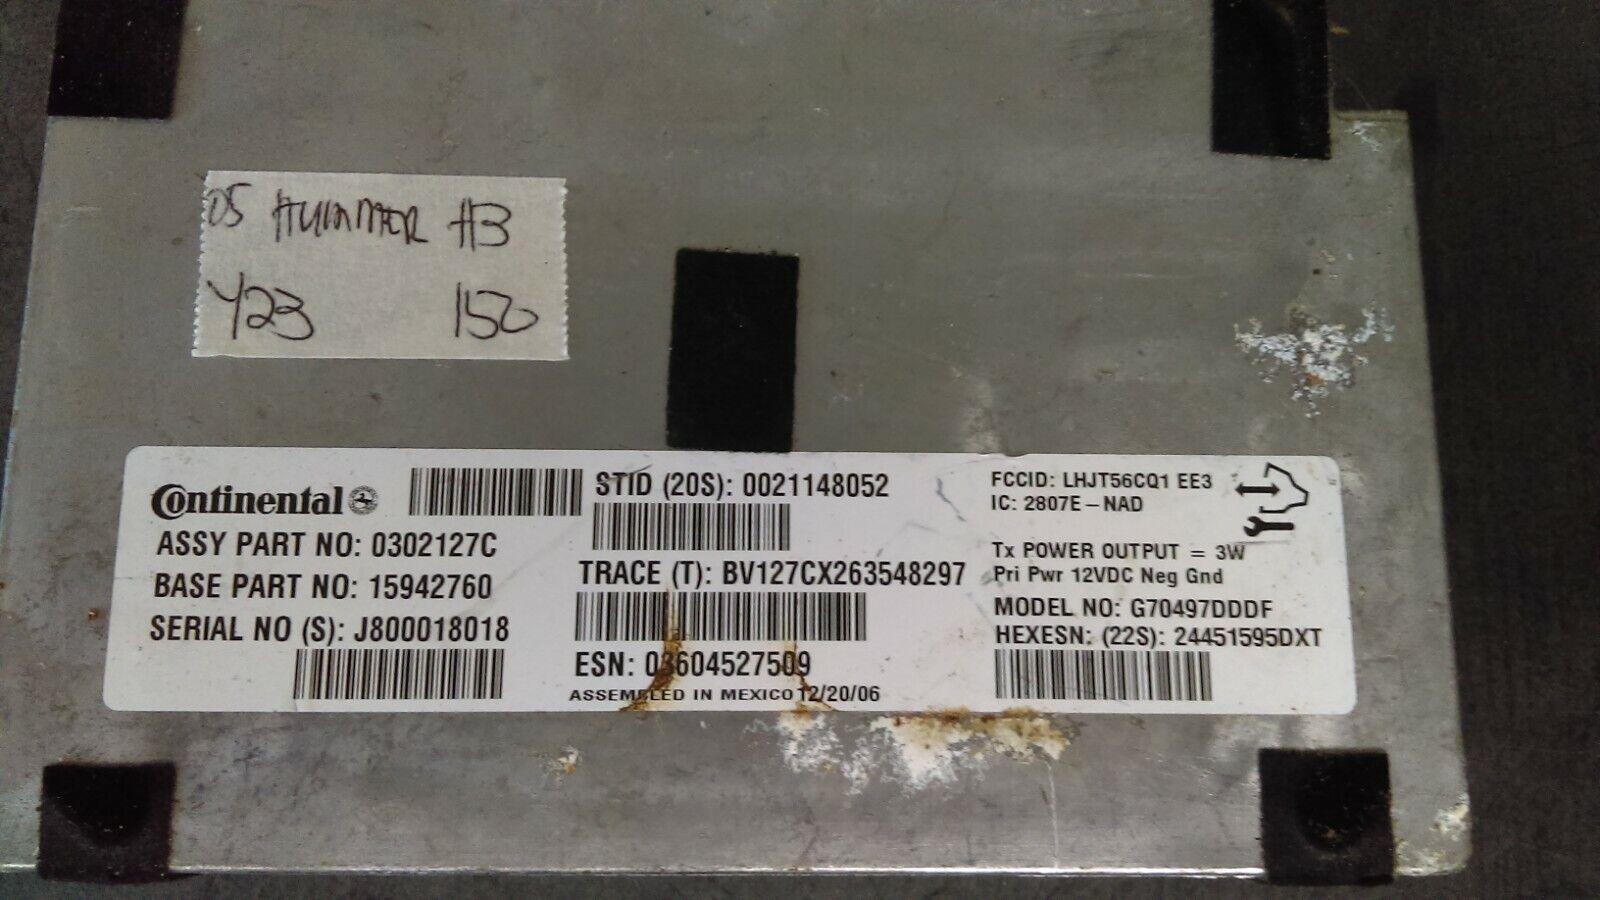 05 HUMMER H3
Y23 150
Continental
ASSY PART NO: 0302127C
BASE PART NO: 15942760
SERIAL NO (S): J800018018
STID (20S): 0021148052
TRACE (T): BV127CX263548297
ESN: 03604527509
ASSEMBLED IN MEXICO 12/20/06
FCCID: LHJT56CQ1 EE3
IC: 2807E – NAD
Tx POWER OUTPUT = 3W
Pri Pwr 12VDC Neg Gnd
MODEL NO: G70497DDDF
HEXESN: (22S): 24451595DXT